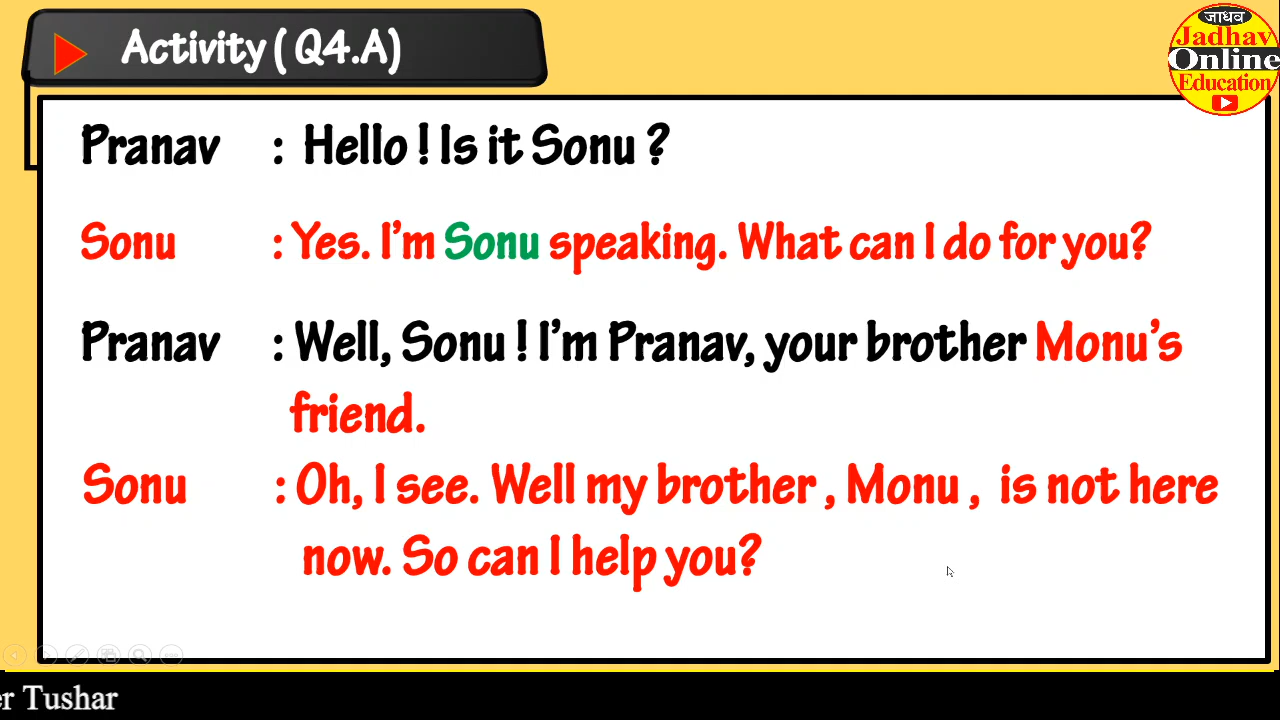 Activity ( Q4.A)
जाधव
Jadhav
Online
Education
Pranav : Hello ! Is it Sonu ?
Sonu : Yes. I'm Sonu speaking. What can I do for you?
Pranav : Well, Sonu ! I'm Pranav, your brother Monu's
friend.
Sonu : Oh, I see. Well my brother , Monu , is not here
now. So can I help you?
er Tushar